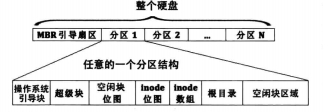 整个硬盘
MBR引导扇区 分区 1 分区 2 ... 分区 N
任意的一个分区结构
操作系统引导块 超级块 空闲块位图 inode位图 inode数组 根目录 空闲块区域